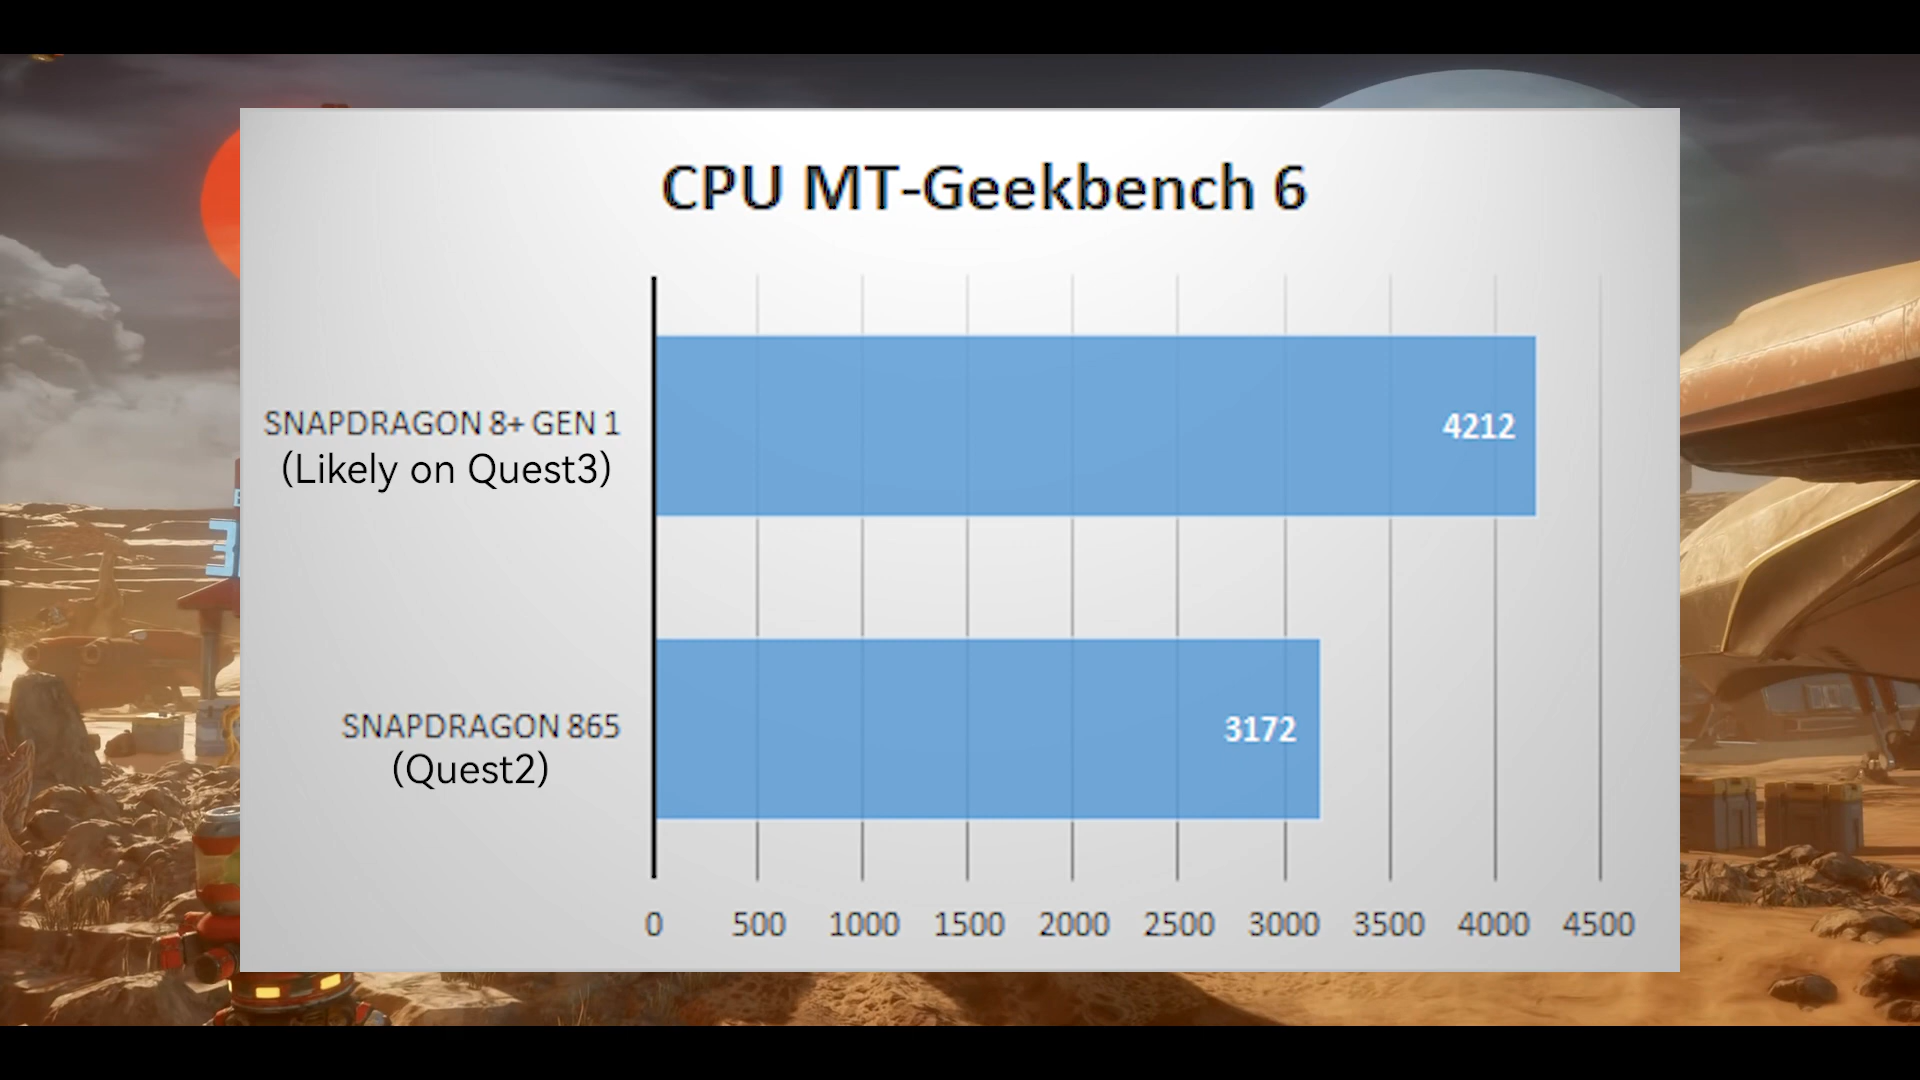 CPU MT-Geekbench 6
SNAPDRAGON 8+ GEN 1
(Likely on Quest3)
4212
SNAPDRAGON 865
(Quest2)
3172
0 500 1000 1500 2000 2500 3000 3500 4000 4500
3